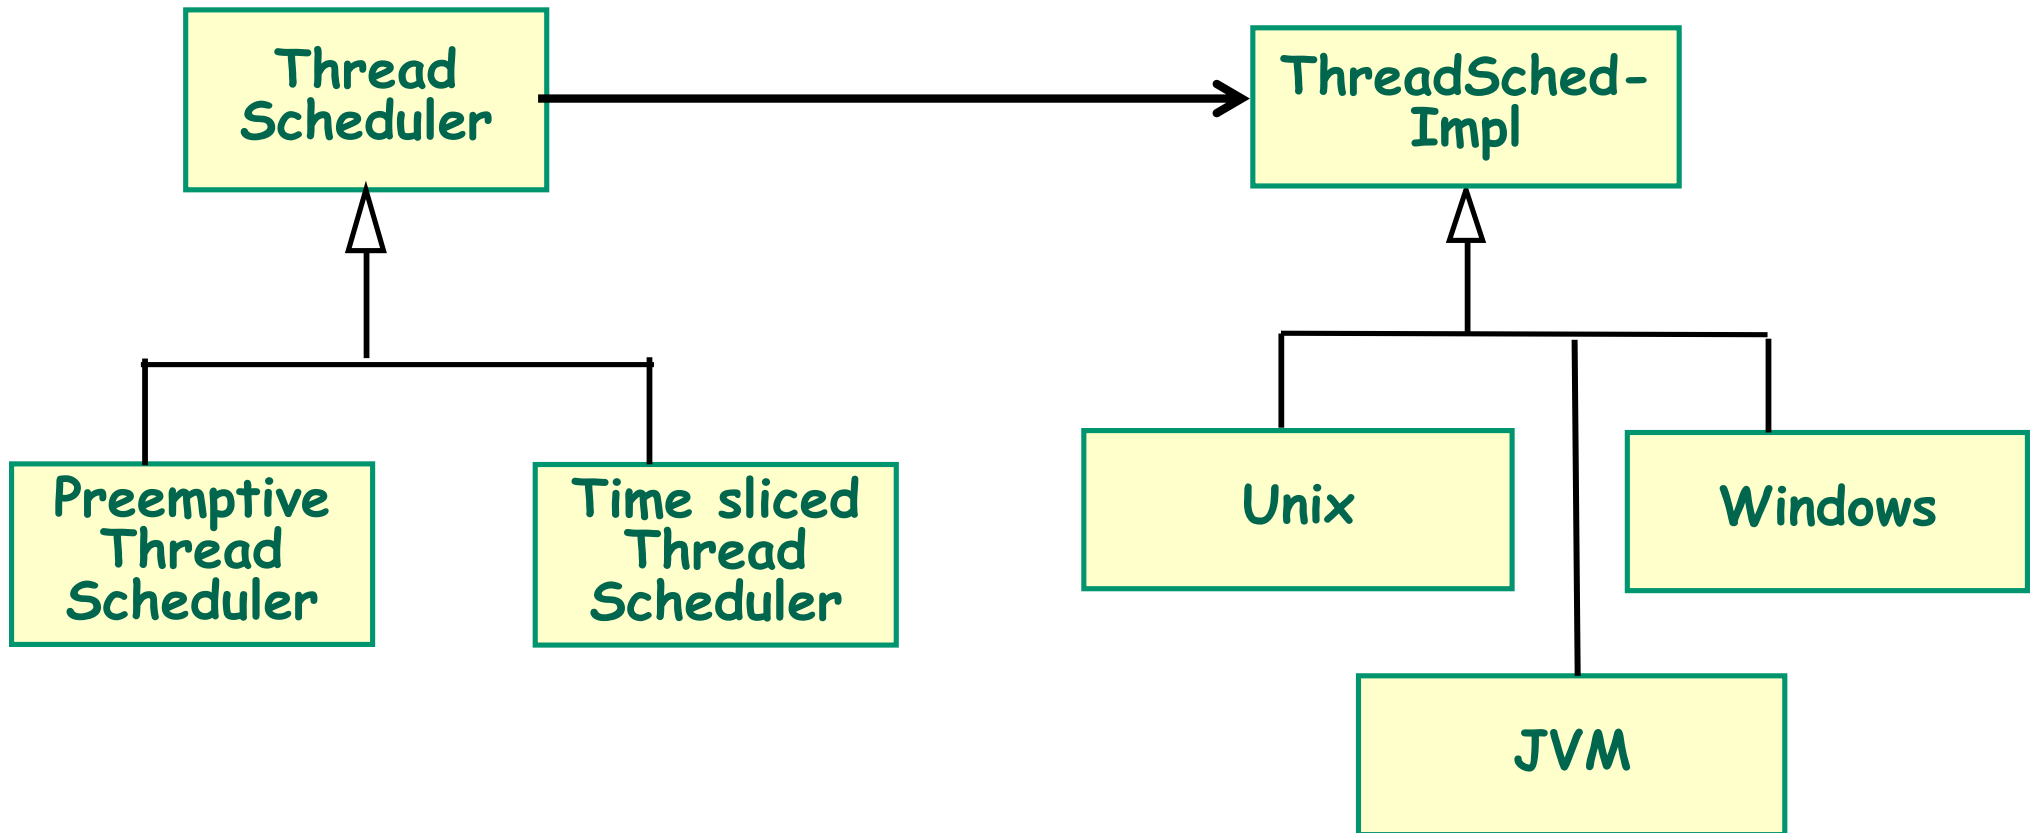 Thread
Scheduler
ThreadSched-
Impl
Preemptive
Thread
Scheduler
Time sliced
Thread
Scheduler
Unix
Windows
JVM